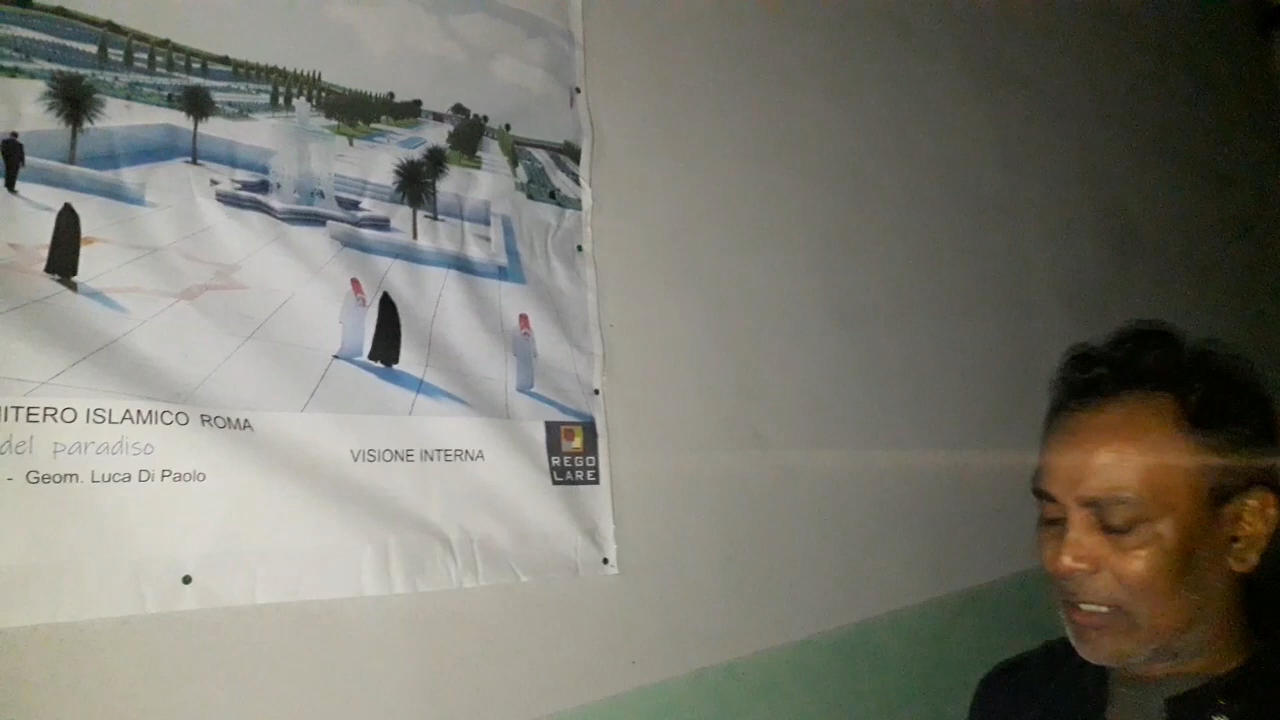 ITERO ISLAMICO ROMA
del paradiso
- Geom. Luca Di Paolo
VISIONE INTERNA
REGO
LARE